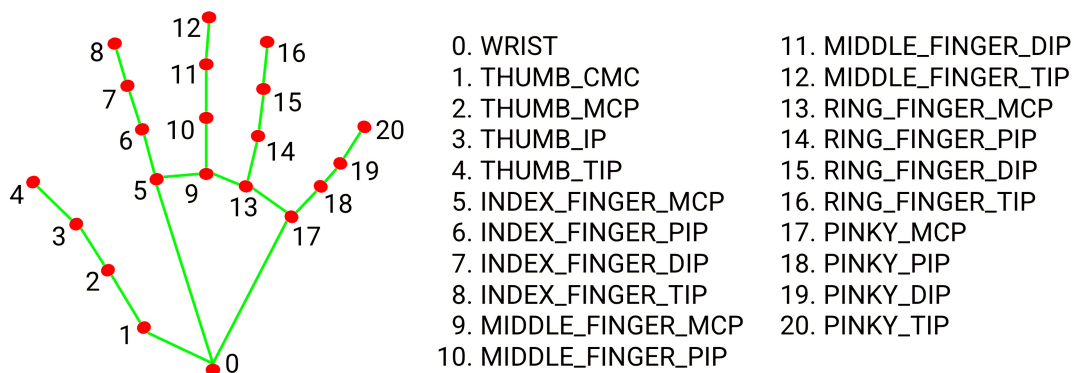 12
8
16
11
7
15
10
6
20
14
19
5
9
4
13
18
3
17
2
1
0
0. WRIST
1. THUMB_CMC
2. THUMB_MCP
3. THUMB_IP
4. THUMB_TIP
5. INDEX_FINGER_MCP
6. INDEX_FINGER_PIP
7. INDEX_FINGER_DIP
8. INDEX_FINGER_TIP
9. MIDDLE_FINGER_MCP
10. MIDDLE_FINGER_PIP
11. MIDDLE_FINGER_DIP
12. MIDDLE_FINGER_TIP
13. RING_FINGER_MCP
14. RING_FINGER_PIP
15. RING_FINGER_DIP
16. RING_FINGER_TIP
17. PINKY_MCP
18. PINKY_PIP
19. PINKY_DIP
20. PINKY_TIP